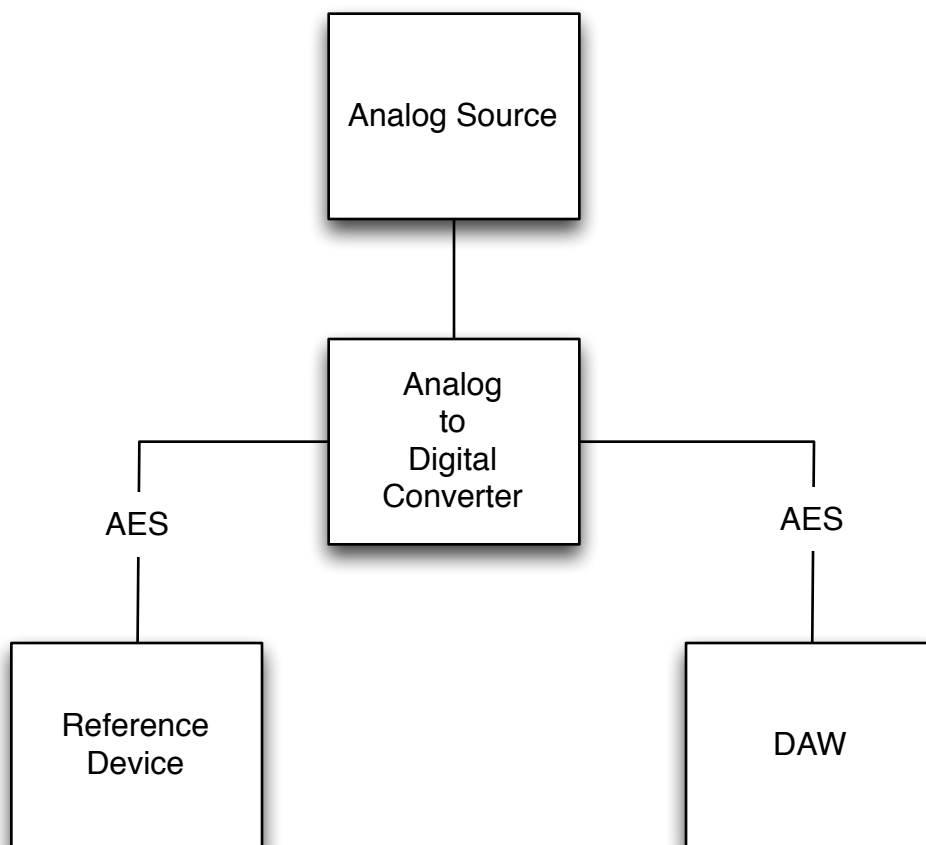 Analog Source
Analog
to
Digital
Converter
AES
AES
Reference
Device
DAW